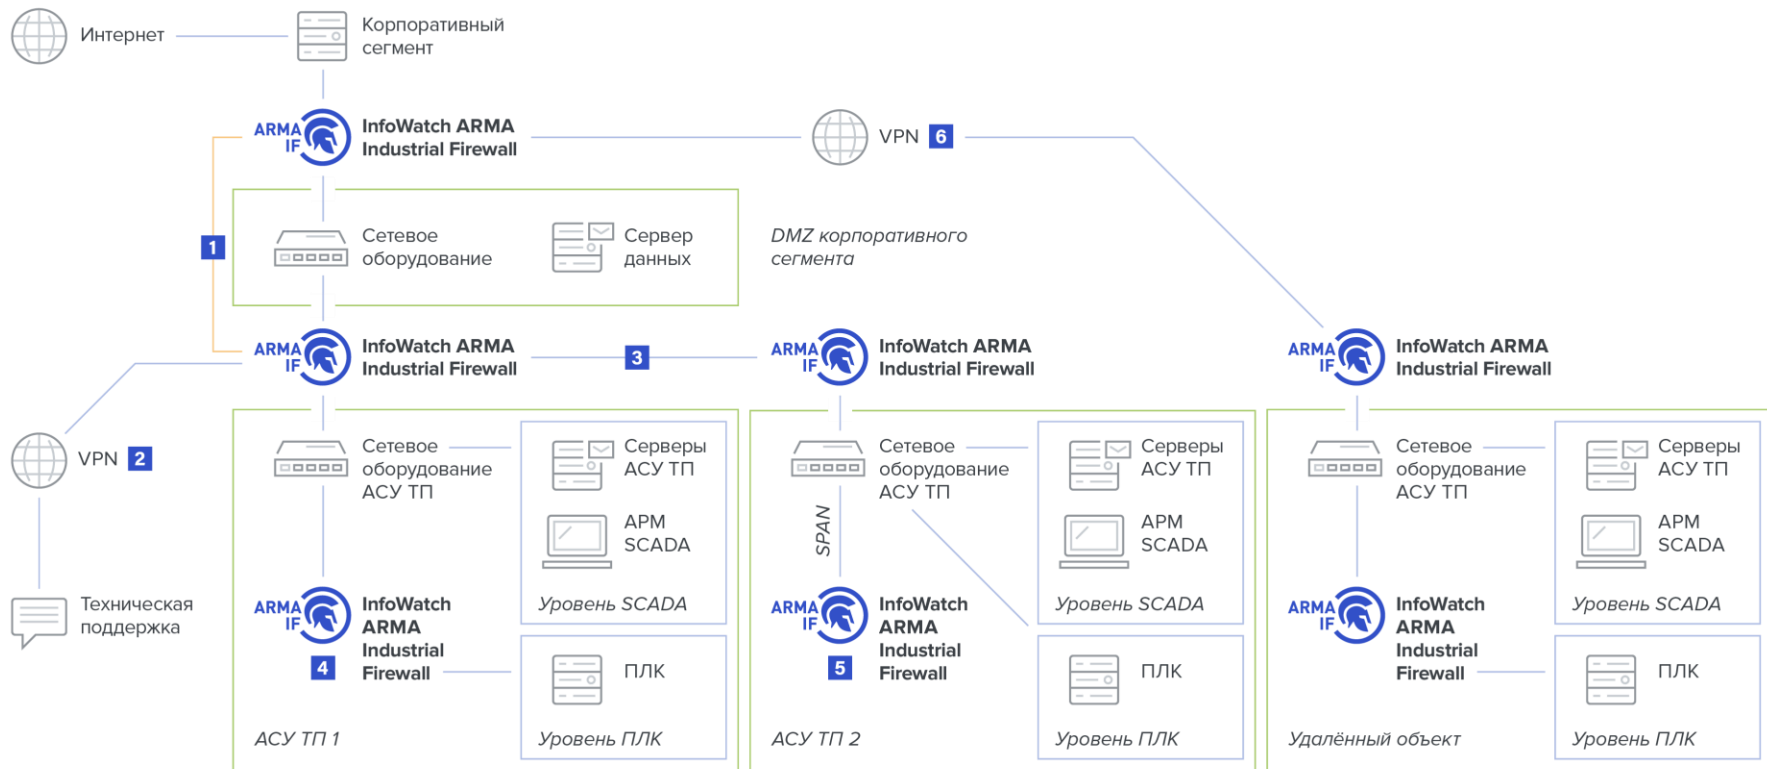 Интернет
Корпоративный
сегмент
ARMA
IF
InfoWatch ARMA
Industrial Firewall
VPN 6
1
Сетевое
оборудование
Сервер
данных
DMZ корпоративного
сегмента
ARMA
IF
InfoWatch ARMA
Industrial Firewall
3
ARMA
IF
InfoWatch ARMA
Industrial Firewall
ARMA
IF
InfoWatch ARMA
Industrial Firewall
VPN 2
Техническая
поддержка
Сетевое
оборудование
АСУ ТП
Серверы
АСУ ТП
АРМ
SCADA
Уровень SCADA
ARMA
IF
4
InfoWatch
ARMA
Industrial
Firewall
ПЛК
Уровень ПЛК
АСУ ТП 1
Сетевое
оборудование
АСУ ТП
SPAN
Серверы
АСУ ТП
АРМ
SCADA
Уровень SCADA
ARMA
IF
5
InfoWatch
ARMA
Industrial
Firewall
ПЛК
Уровень ПЛК
АСУ ТП 2
Сетевое
оборудование
АСУ ТП
Серверы
АСУ ТП
АРМ
SCADA
Уровень SCADA
ARMA
IF
InfoWatch
ARMA
Industrial
Firewall
ПЛК
Уровень ПЛК
Удалённый объект